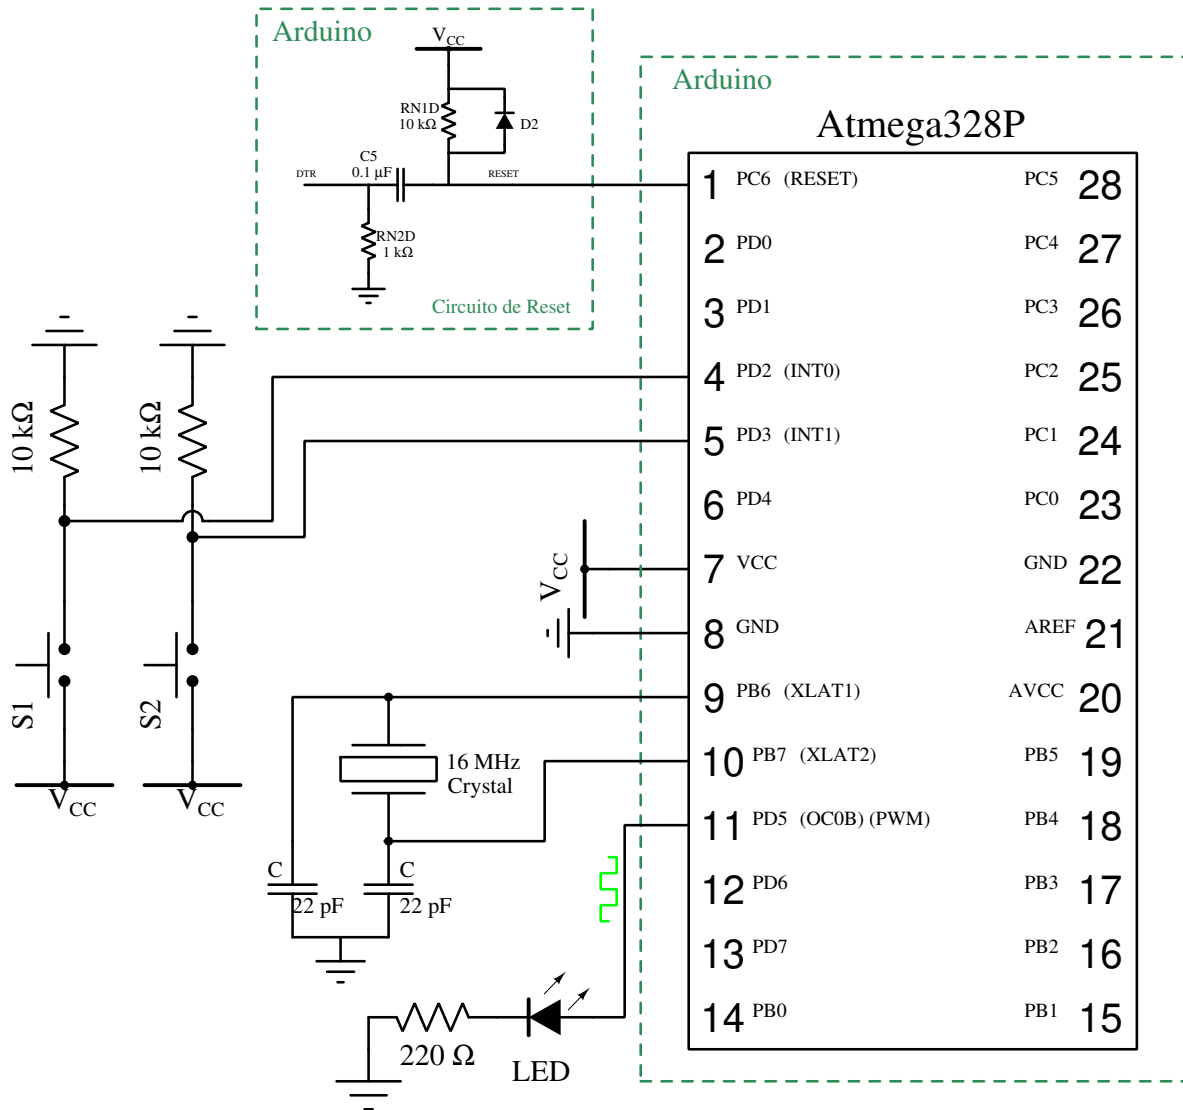 Arduino
V_CC
RN1D
10 kΩ
D2
C5
0.1 µF
DTR
RESET
RN2D
1 kΩ
Circuito de Reset
Arduino
Atmega328P
1 PC6 (RESET)
2 PD0
3 PD1
4 PD2 (INT0)
5 PD3 (INT1)
6 PD4
7 VCC
8 GND
9 PB6 (XLAT1)
10 PB7 (XLAT2)
11 PD5 (OC0B) (PWM)
12 PD6
13 PD7
14 PB0
PC5 28
PC4 27
PC3 26
PC2 25
PC1 24
PC0 23
GND 22
AREF 21
AVCC 20
PB5 19
PB4 18
PB3 17
PB2 16
PB1 15
10 kΩ
10 kΩ
S1
S2
V_CC
V_CC
V_CC
16 MHz
Crystal
C
22 pF
C
22 pF
220 Ω
LED